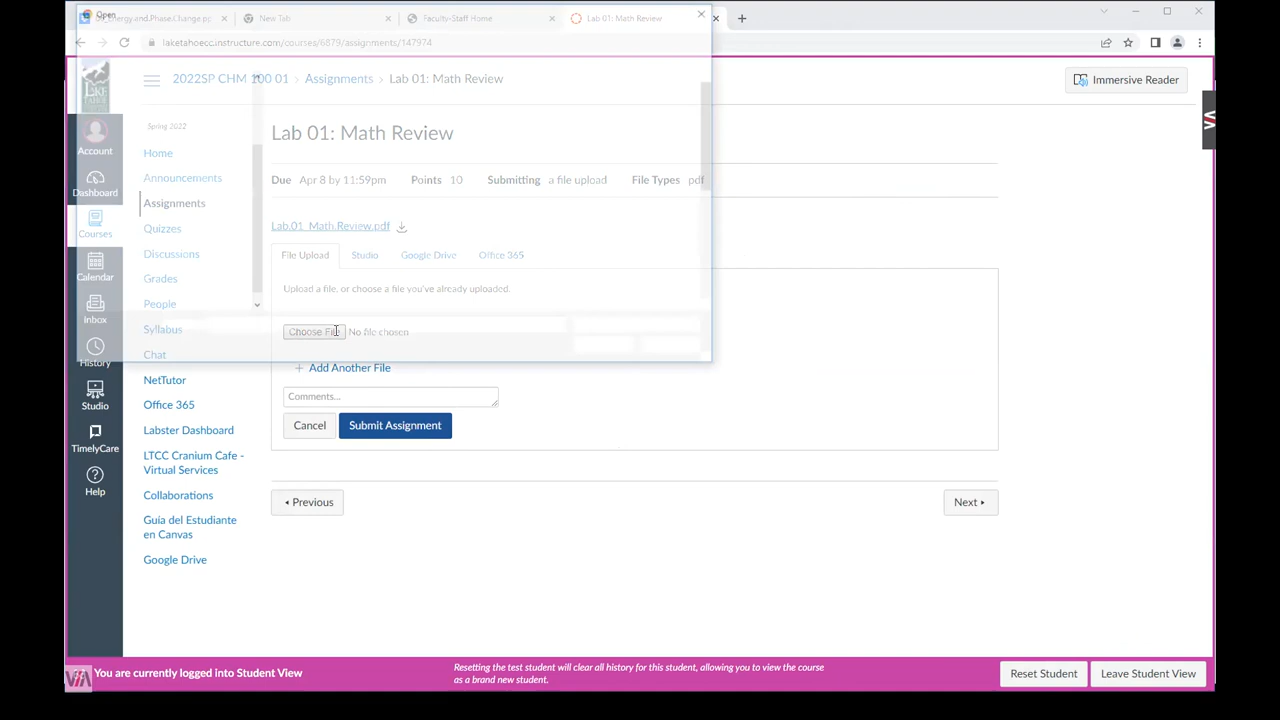 Open
Energy.and.Phase.Change.p
New Tab
Faculty-Staff Home
Lab 01: Math Review
laketahoecc.instructure.com/courses/6879/assignments/147974
LAKE
TAHOE
2022SP CHM 100 01
Assignments
Lab 01: Math Review
Immersive Reader
Account
Dashboard
Courses
Calendar
Inbox
History
Studio
TimelyCare
Help
Spring 2022
Home
Announcements
Assignments
Quizzes
Discussions
Grades
People
Syllabus
Chat
NetTutor
Office 365
Labster Dashboard
LTCC Cranium Cafe -
Virtual Services
Collaborations
Guía del Estudiante
en Canvas
Google Drive
Lab 01: Math Review
Due Apr 8 by 11:59pm Points 10 Submitting a file upload File Types pdf
Lab.01_Math.Review.pdf
File Upload Studio Google Drive Office 365
Upload a file, or choose a file you've already uploaded.
Choose File No file chosen
+ Add Another File
Comments...
Cancel Submit Assignment
Previous
Next
VIA
You are currently logged into Student View
Resetting the test student will clear all history for this student, allowing you to view the course
as a brand new student.
Reset Student
Leave Student View